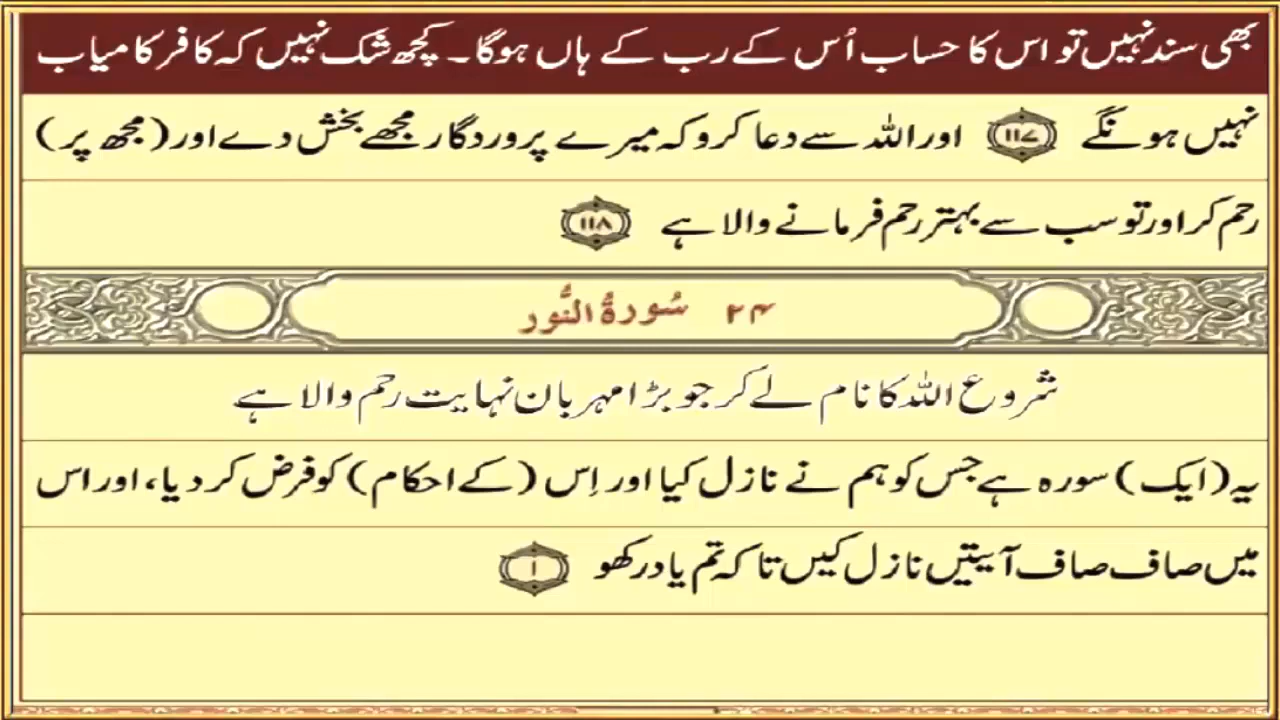 بھی سند نہیں تو اس کا حساب اُس کے رب کے ہاں ہوگا۔ کچھ شک نہیں کہ کافر کامیاب
نہیں ہونگے ۱۱۷ اور اللہ سے دعا کرو کہ میرے پروردگار مجھے بخش دے اور (مجھ پر)
رحم کر اور تو سب سے بہتر رحم فرمانے والا ہے ۱۱۸
۲۴ سُورۃُ النُّور
شروع اللہ کا نام لے کر جو بڑا مہربان نہایت رحم والا ہے
یہ (ایک) سورہ ہے جس کو ہم نے نازل کیا اور اِس (کے احکام) کو فرض کر دیا، اور اس
میں صاف صاف آیتیں نازل کیں تاکہ تم یاد رکھو ۱